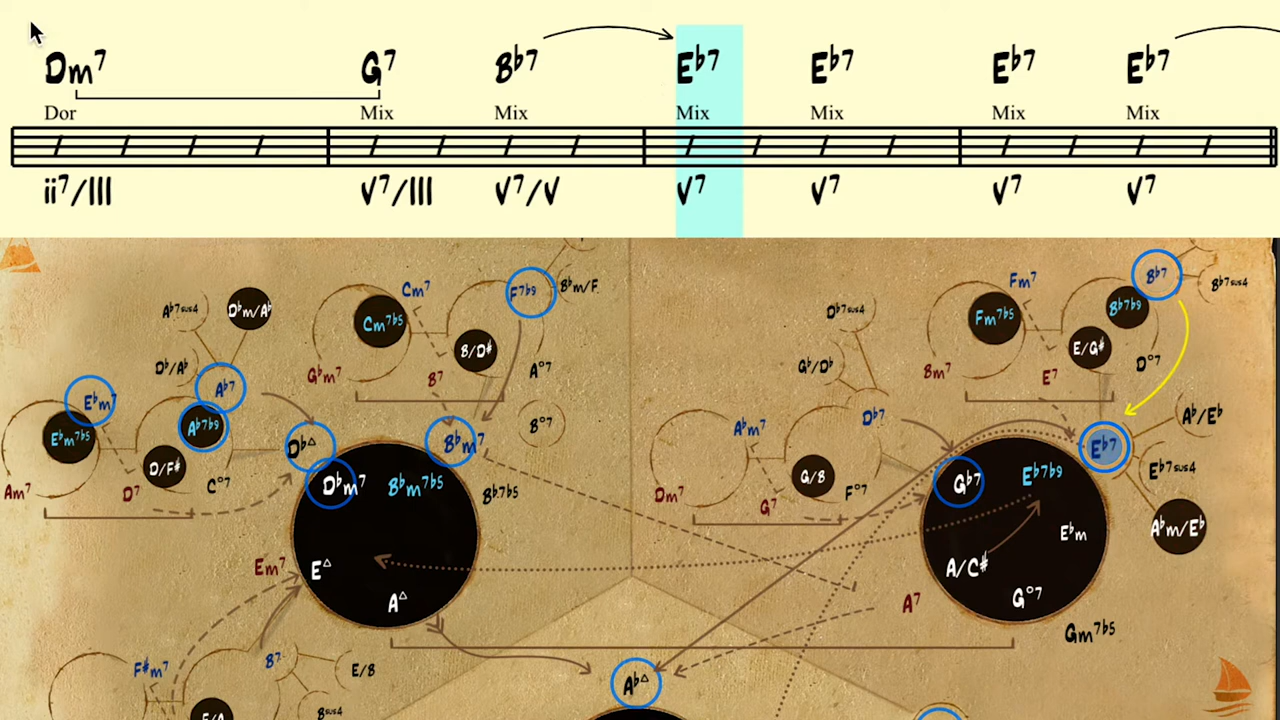 Dm7 G7 B♭7 E♭7 E♭7 E♭7 E♭7
Dor Mix Mix Mix Mix Mix Mix
ii7/III V7/III V7/V V7 V7 V7 V7
A♭7sus4 D♭m/A♭ Cm7 F7♭9 B♭m/F
Fm7 B♭7 B♭7sus4
Cm7♭5 B/D#
D♭7sus4 Fm7♭5 B♭7♭9 E/G#
D♭/A♭ A♭7 G♭m7 B7 A°7
G♭/D♭ Bm7 E7 D°7
E♭m7 A♭7♭9 B°7
A♭m7 D♭7 A♭/E♭
E♭m7♭5 D/F# D♭△ B♭m7
E♭7 E♭7sus4
Am7 D7 C°7 D♭m7 B♭m7♭5 B♭7♭5
Dm7 G7 G/B F°7 G♭7 E♭7♭9
Em7 E△ A△
A/C# E♭m A♭m/E♭
A7 G°7 Gm7♭5
F#m7 B7 E/B A♭△
E/A B7sus4